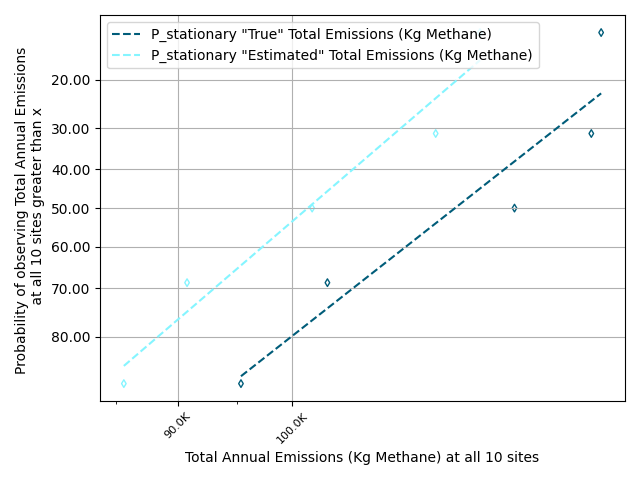 P_stationary "True" Total Emissions (Kg Methane)
P_stationary "Estimated" Total Emissions (Kg Methane)
Probability of observing Total Annual Emissions
at all 10 sites greater than x
20.00
30.00
40.00
50.00
60.00
70.00
80.00
90.0K
100.0K
Total Annual Emissions (Kg Methane) at all 10 sites